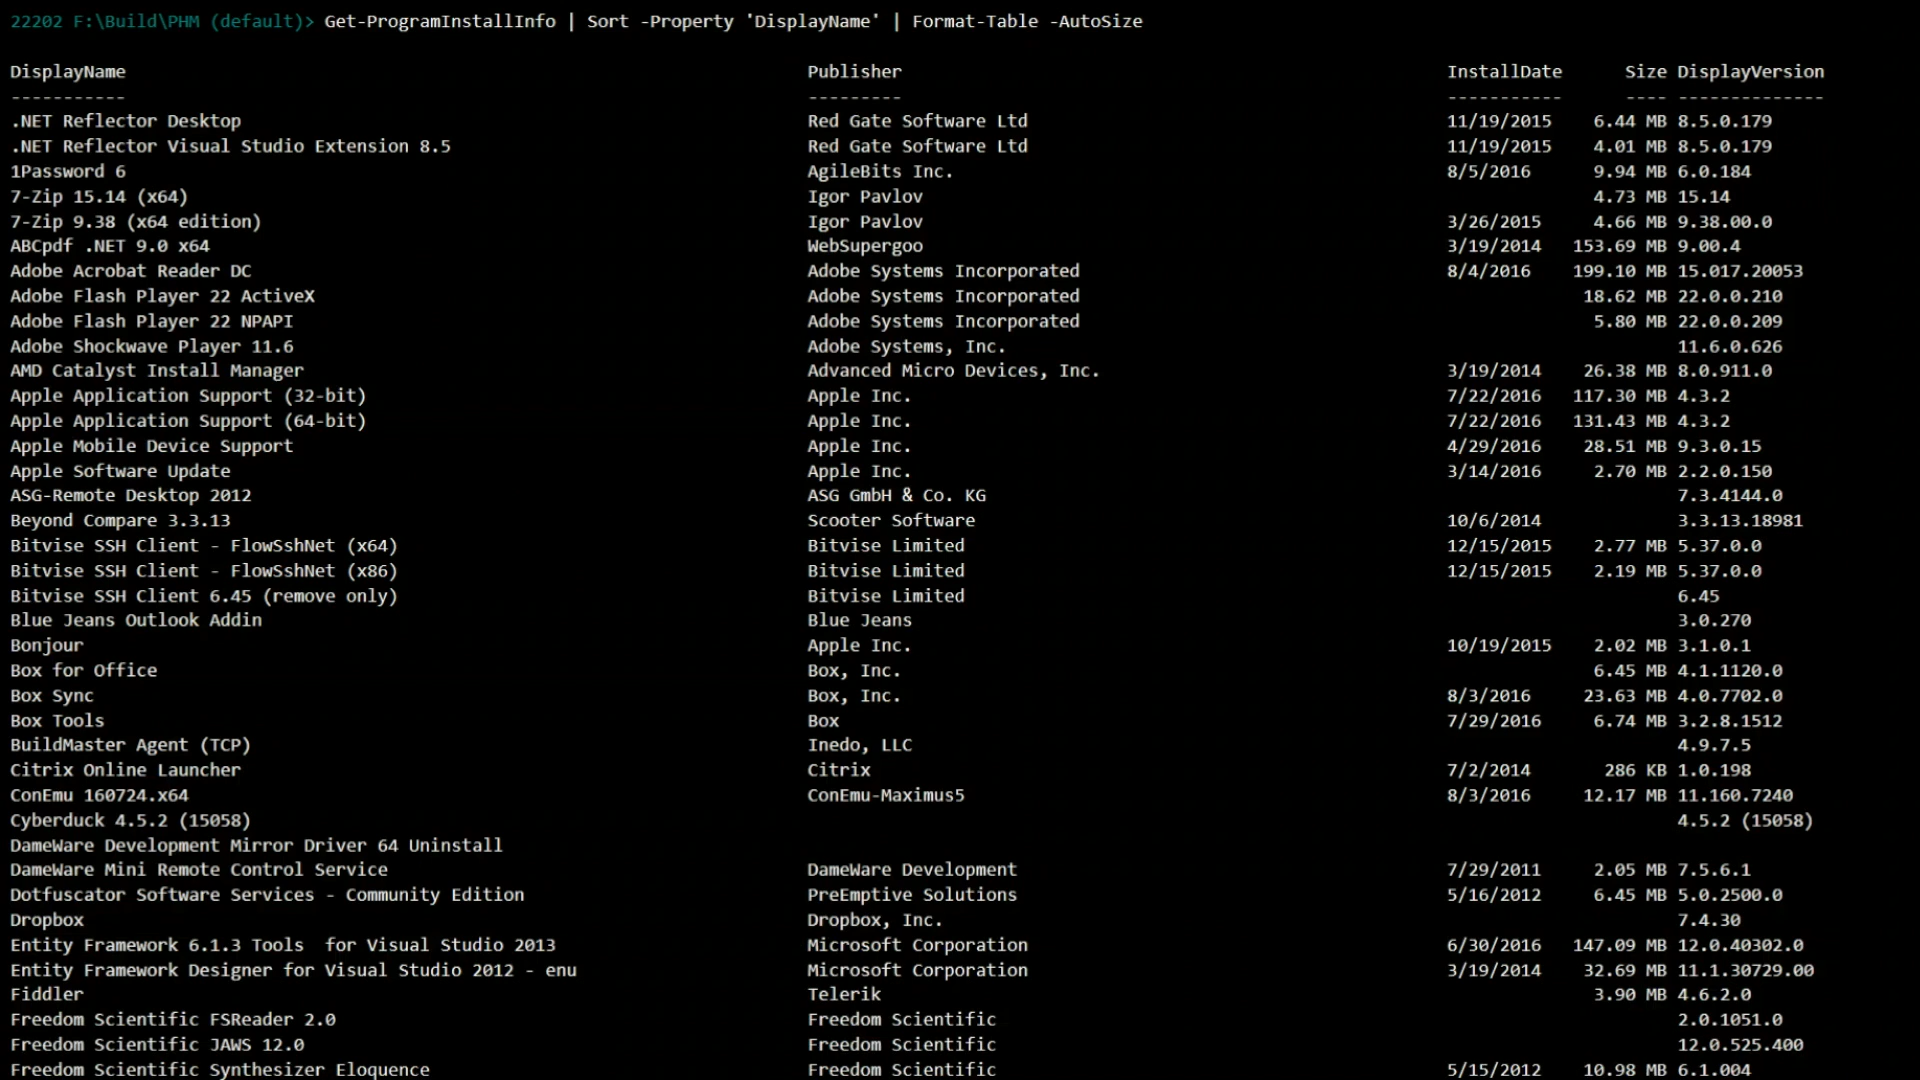 22202 F:\Build\PHM (default)> Get-ProgramInstallInfo | Sort -Property 'DisplayName' | Format-Table -AutoSize
DisplayName Publisher InstallDate Size DisplayVersion
----------- --------- ----------- ---- --------------
.NET Reflector Desktop Red Gate Software Ltd 11/19/2015 6.44 MB 8.5.0.179
.NET Reflector Visual Studio Extension 8.5 Red Gate Software Ltd 11/19/2015 4.01 MB 8.5.0.179
1Password 6 AgileBits Inc. 8/5/2016 9.94 MB 6.0.184
7-Zip 15.14 (x64) Igor Pavlov 4.73 MB 15.14
7-Zip 9.38 (x64 edition) Igor Pavlov 3/26/2015 4.66 MB 9.38.00.0
ABCpdf .NET 9.0 x64 WebSupergoo 3/19/2014 153.69 MB 9.00.4
Adobe Acrobat Reader DC Adobe Systems Incorporated 8/4/2016 199.10 MB 15.017.20053
Adobe Flash Player 22 ActiveX Adobe Systems Incorporated 18.62 MB 22.0.0.210
Adobe Flash Player 22 NPAPI Adobe Systems Incorporated 5.80 MB 22.0.0.209
Adobe Shockwave Player 11.6 Adobe Systems, Inc. 11.6.0.626
AMD Catalyst Install Manager Advanced Micro Devices, Inc. 3/19/2014 26.38 MB 8.0.911.0
Apple Application Support (32-bit) Apple Inc. 7/22/2016 117.30 MB 4.3.2
Apple Application Support (64-bit) Apple Inc. 7/22/2016 131.43 MB 4.3.2
Apple Mobile Device Support Apple Inc. 4/29/2016 28.51 MB 9.3.0.15
Apple Software Update Apple Inc. 3/14/2016 2.70 MB 2.2.0.150
ASG-Remote Desktop 2012 ASG GmbH & Co. KG 7.3.4144.0
Beyond Compare 3.3.13 Scooter Software 10/6/2014 3.3.13.18981
Bitvise SSH Client - FlowSshNet (x64) Bitvise Limited 12/15/2015 2.77 MB 5.37.0.0
Bitvise SSH Client - FlowSshNet (x86) Bitvise Limited 12/15/2015 2.19 MB 5.37.0.0
Bitvise SSH Client 6.45 (remove only) Bitvise Limited 6.45
Blue Jeans Outlook Addin Blue Jeans 3.0.270
Bonjour Apple Inc. 10/19/2015 2.02 MB 3.1.0.1
Box for Office Box, Inc. 6.45 MB 4.1.1120.0
Box Sync Box, Inc. 8/3/2016 23.63 MB 4.0.7702.0
Box Tools Box 7/29/2016 6.74 MB 3.2.8.1512
BuildMaster Agent (TCP) Inedo, LLC 4.9.7.5
Citrix Online Launcher Citrix 7/2/2014 286 KB 1.0.198
ConEmu 160724.x64 ConEmu-Maximus5 8/3/2016 12.17 MB 11.160.7240
Cyberduck 4.5.2 (15058) 4.5.2 (15058)
DameWare Development Mirror Driver 64 Uninstall
DameWare Mini Remote Control Service DameWare Development 7/29/2011 2.05 MB 7.5.6.1
Dotfuscator Software Services - Community Edition PreEmptive Solutions 5/16/2012 6.45 MB 5.0.2500.0
Dropbox Dropbox, Inc. 7.4.30
Entity Framework 6.1.3 Tools  for Visual Studio 2013 Microsoft Corporation 6/30/2016 147.09 MB 12.0.40302.0
Entity Framework Designer for Visual Studio 2012 - enu Microsoft Corporation 3/19/2014 32.69 MB 11.1.30729.00
Fiddler Telerik 3.90 MB 4.6.2.0
Freedom Scientific FSReader 2.0 Freedom Scientific 2.0.1051.0
Freedom Scientific JAWS 12.0 Freedom Scientific 12.0.525.400
Freedom Scientific Synthesizer Eloquence Freedom Scientific 5/15/2012 10.98 MB 6.1.004